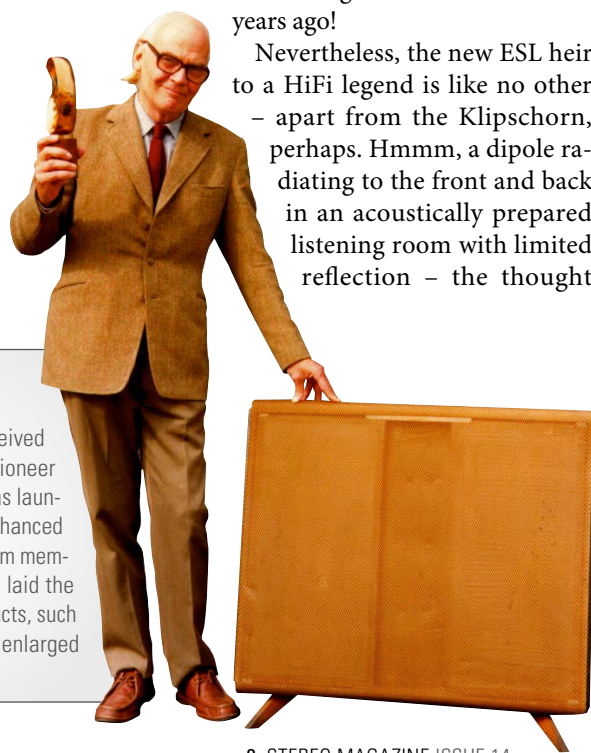 years ago!
Nevertheless, the new ESL heir
to a HiFi legend is like no other
– apart from the Klipschorn,
perhaps. Hmmm, a dipole ra-
diating to the front and back
in an acoustically prepared
listening room with limited
reflection – the thought
eived
ioneer
s laun-
hanced
m mem-
laid the
cts, such
enlarged
STEREO MAGAZINE ISSUE 14